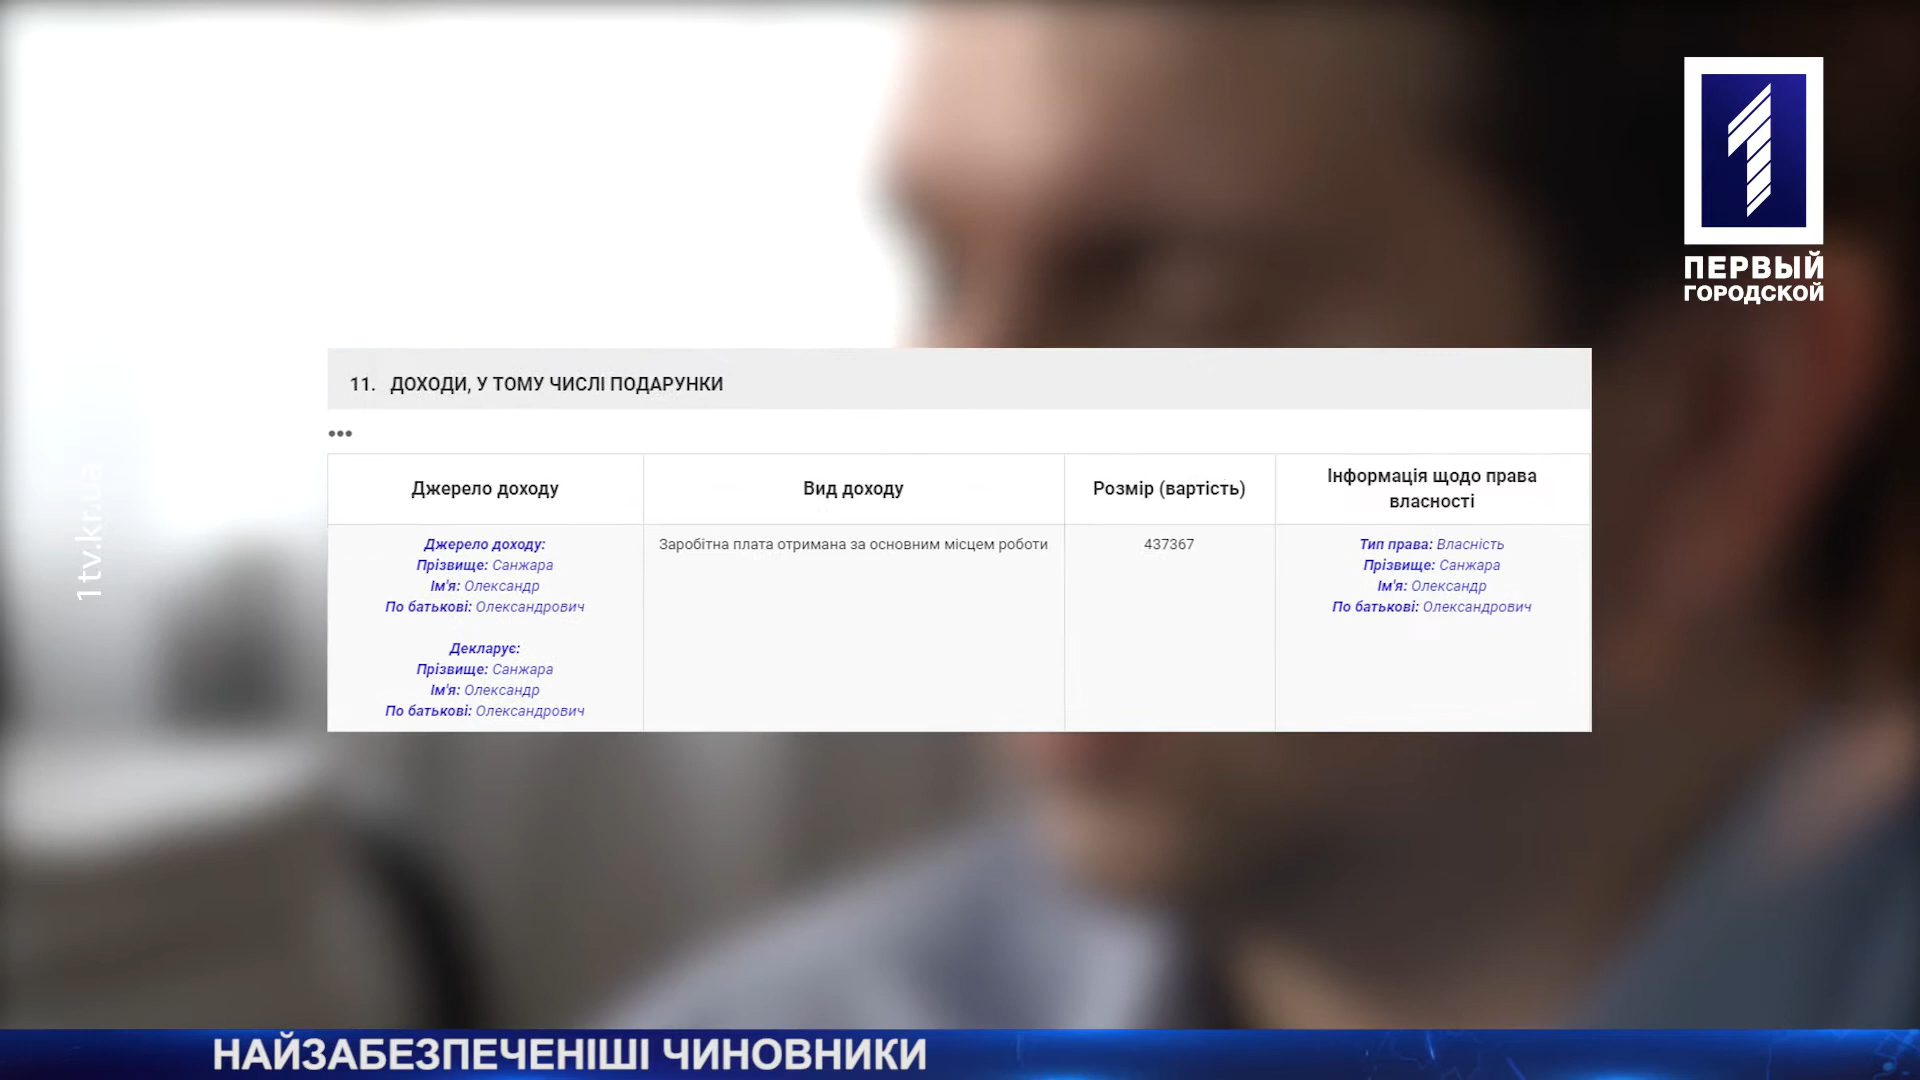 ПЕРВЫЙ
ГОРОДСКОЙ
11. ДОХОДИ, У ТОМУ ЧИСЛІ ПОДАРУНКИ
•••
Джерело доходу
Вид доходу
Розмір (вартість)
Інформація щодо права
власності
Джерело доходу:
Прізвище: Санжара
Ім'я: Олександр
По батькові: Олександрович
Декларує:
Прізвище: Санжара
Ім'я: Олександр
По батькові: Олександрович
Заробітна плата отримана за основним місцем роботи
437367
Тип права: Власність
Прізвище: Санжара
Ім'я: Олександр
По батькові: Олександрович
1tv.kr.ua
НАЙЗАБЕЗПЕЧЕНІШІ ЧИНОВНИКИ